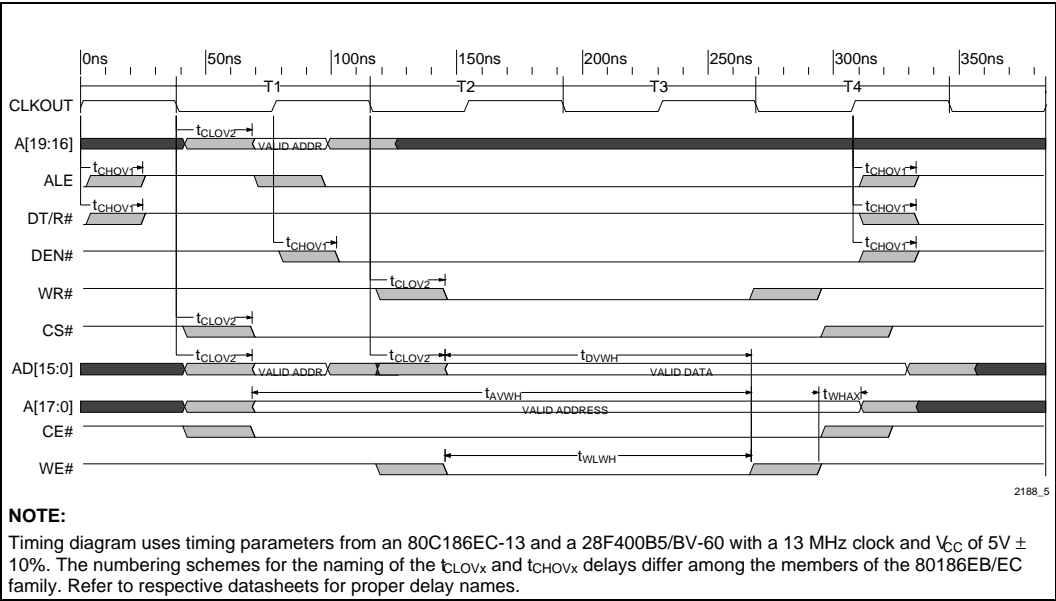 0ns 50ns 100ns 150ns 200ns 250ns 300ns 350ns
T1 T2 T3 T4
CLKOUT
tCLOV2
A[19:16] VALID ADDR
tCHOV1 tCHOV1
ALE
tCHOV1 tCHOV1
DT/R#
tCHOV1 tCHOV1
DEN#
tCLOV2
WR#
tCLOV2
CS#
tCLOV2 tCLOV2 tDVWH
AD[15:0] VALID ADDR VALID DATA
tAVWH tWHAX
A[17:0] VALID ADDRESS
CE#
tWLWH
WE#
2188_5
NOTE:
Timing diagram uses timing parameters from an 80C186EC-13 and a 28F400B5/BV-60 with a 13 MHz clock and VCC of 5V ±
10%. The numbering schemes for the naming of the tCLOVx and tCHOVx delays differ among the members of the 80186EB/EC
family. Refer to respective datasheets for proper delay names.